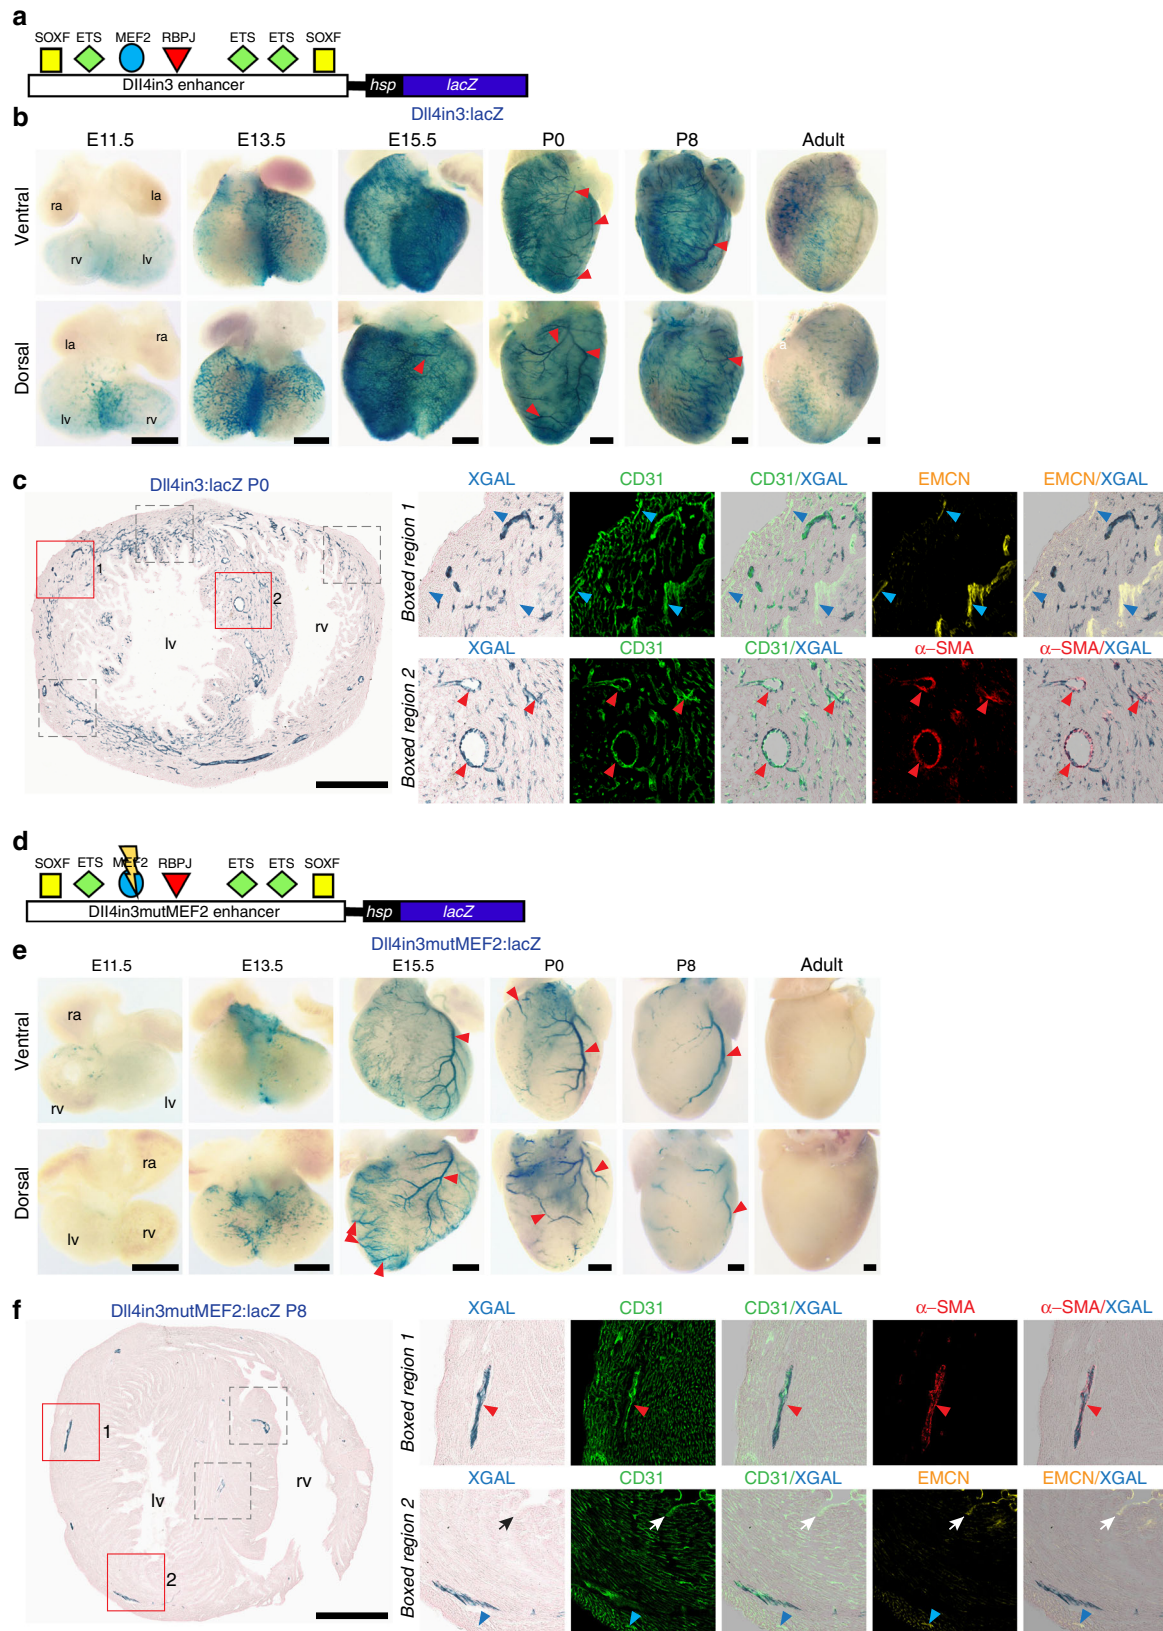 a
SOXF ETS MEF2 RBPJ ETS ETS SOXF
Dll4in3 enhancer hsp lacZ
b
Dll4in3:lacZ
E11.5 E13.5 E15.5 P0 P8 Adult
Ventral
ra la
rv lv
Dorsal
la ra
a
lv rv
c
Dll4in3:lacZ P0
1
2
lv rv
XGAL CD31 CD31/XGAL EMCN EMCN/XGAL
Boxed region 1
XGAL CD31 CD31/XGAL α–SMA α–SMA/XGAL
Boxed region 2
d
SOXF ETS MEF2 RBPJ ETS ETS SOXF
Dll4in3mutMEF2 enhancer hsp lacZ
e
Dll4in3mutMEF2:lacZ
E11.5 E13.5 E15.5 P0 P8 Adult
Ventral
ra
rv lv
Dorsal
ra
lv rv
f
Dll4in3mutMEF2:lacZ P8
1
lv rv
2
XGAL CD31 CD31/XGAL α–SMA α–SMA/XGAL
Boxed region 1
XGAL CD31 CD31/XGAL EMCN EMCN/XGAL
Boxed region 2